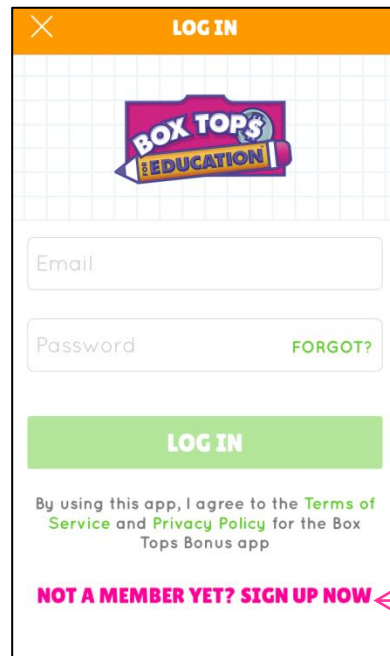 LOG IN
BOX TOPS
FOR EDUCATION
Email
Password FORGOT?
LOG IN
By using this app, I agree to the Terms of
Service and Privacy Policy for the Box
Tops Bonus app
NOT A MEMBER YET? SIGN UP NOW